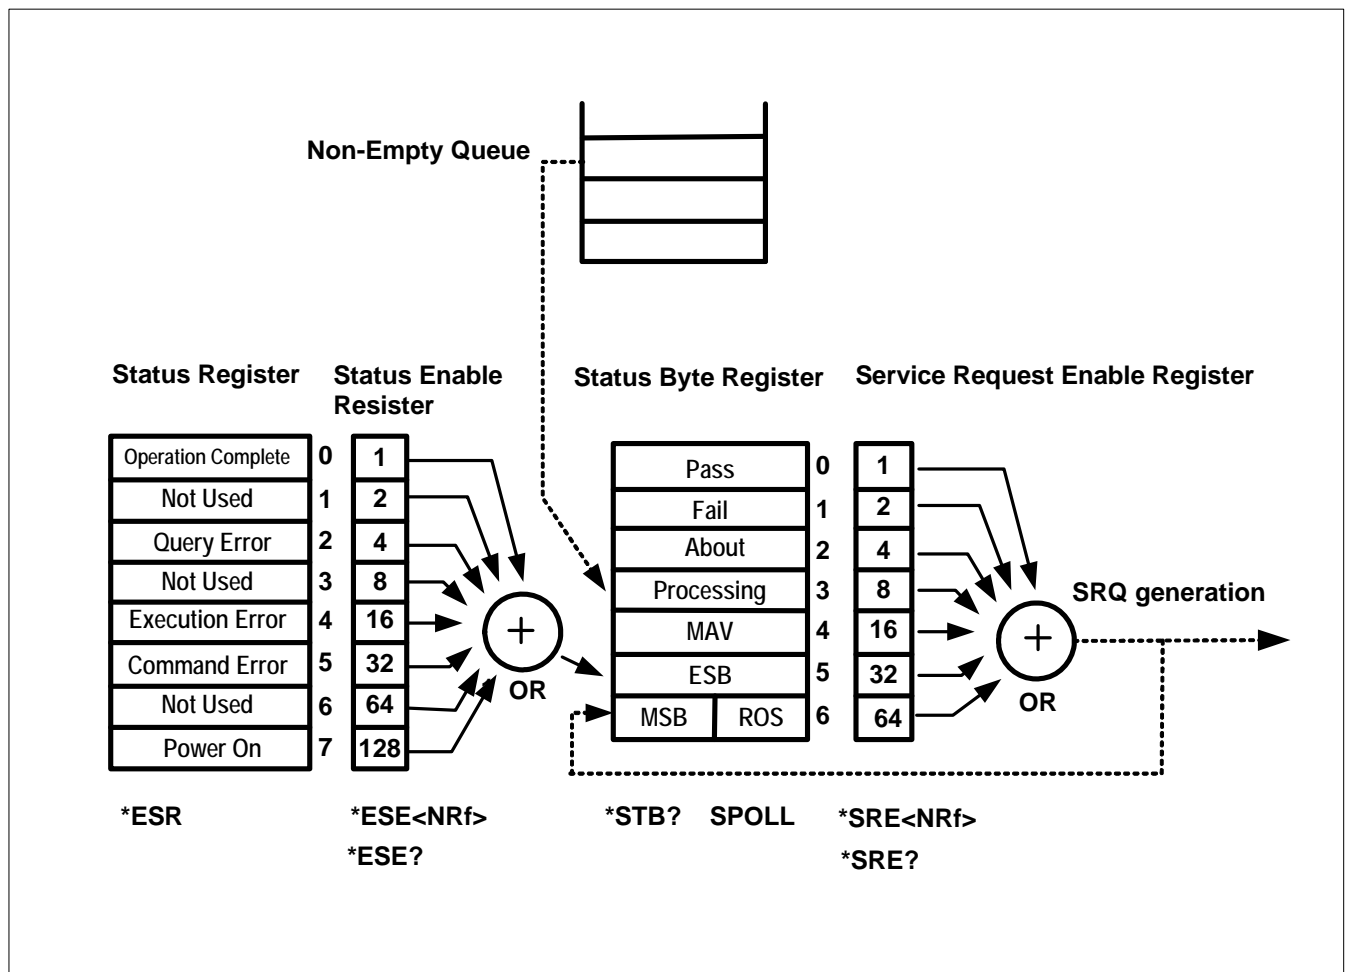 Non-Empty Queue
Status Register
Status Enable
Resister
Status Byte Register
Service Request Enable Register
Operation Complete 0 1
Not Used 1 2
Query Error 2 4
Not Used 3 8
Execution Error 4 16
Command Error 5 32
Not Used 6 64
Power On 7 128
+
OR
Pass 0 1
Fail 1 2
About 2 4
Processing 3 8
MAV 4 16
ESB 5 32
MSB ROS 6 64
+
OR
SRQ generation
*ESR
*ESE<NRf>
*ESE?
*STB? SPOLL
*SRE<NRf>
*SRE?